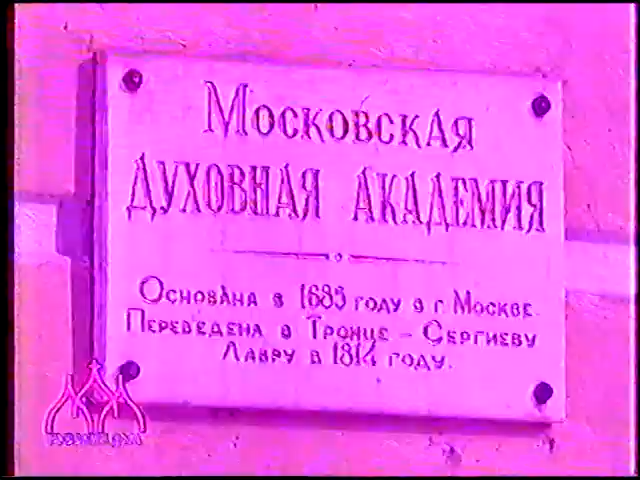 Московская
духовная академия
Основана в 1685 году в г. Москве.
Переведена в Троице – Сергиеву
Лавру в 1814 году.